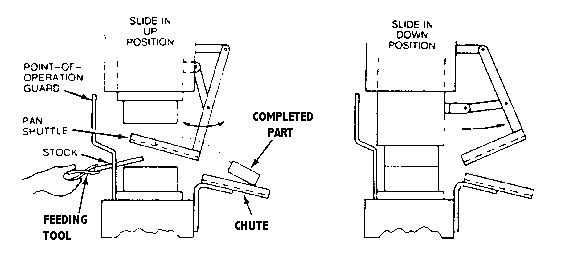 SLIDE IN
UP
POSITION
POINT-OF-
OPERATION
GUARD
PAN
SHUTTLE
STOCK
FEEDING
TOOL
COMPLETED
PART
CHUTE
SLIDE IN
DOWN
POSITION